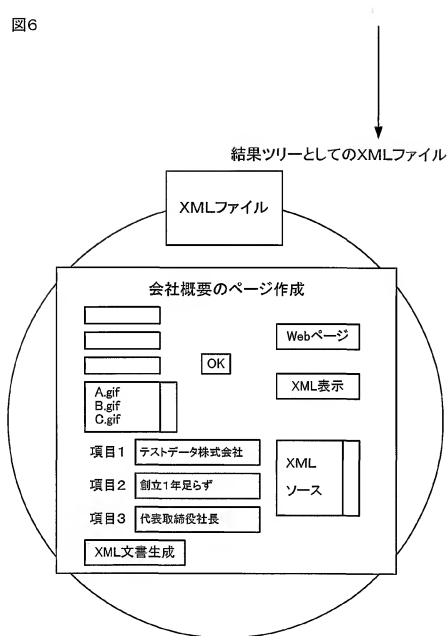 図6
結果ツリーとしてのXMLファイル
XMLファイル
会社概要のページ作成
Webページ
OK
XML表示
A.gif
B.gif
C.gif
項目1 テストデータ株式会社
項目2 創立1年足らず
項目3 代表取締役社長
XML
ソース
XML文書生成